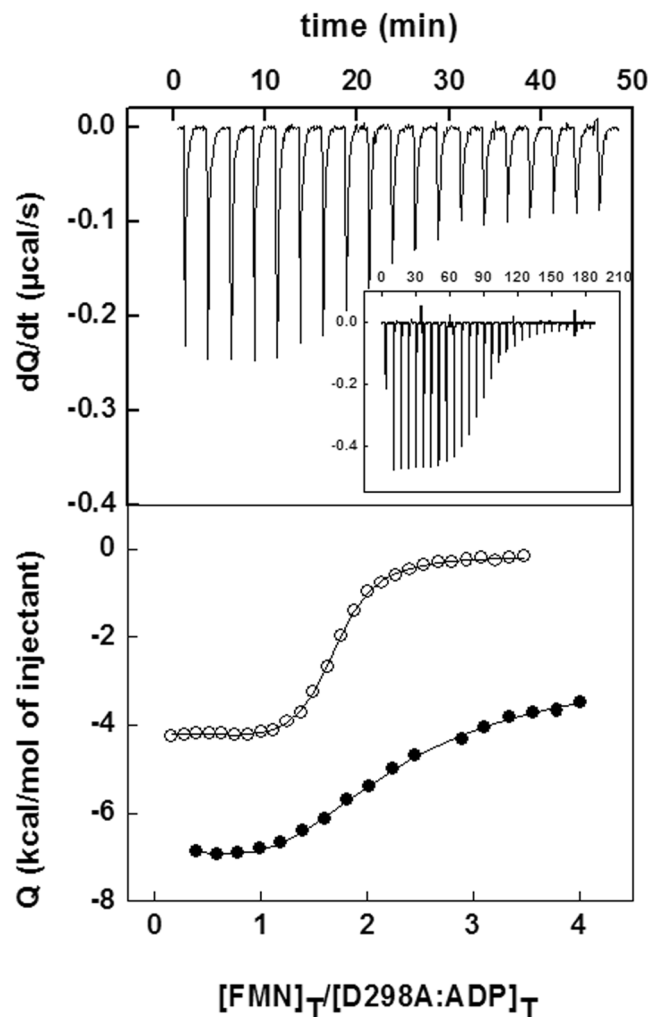 time (min)
0 10 20 30 40 50
0.0
-0.1
-0.2
-0.3
-0.4
dQ/dt (µcal/s)
0 30 60 90 120 150 180 210
0.0
-0.2
-0.4
0
-2
-4
-6
-8
Q (kcal/mol of injectant)
0 1 2 3 4
[FMN]T/[D298A:ADP]T